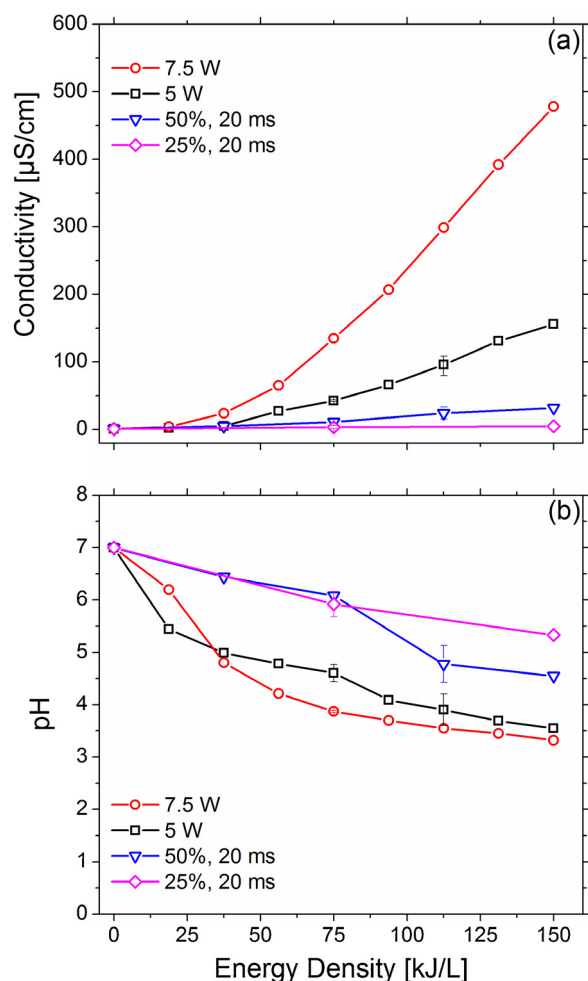 (a)
600
500
400
300
200
100
0
Conductivity [µS/cm]
7.5 W
5 W
50%, 20 ms
25%, 20 ms
(b)
8
7
6
5
4
3
2
1
0
pH
7.5 W
5 W
50%, 20 ms
25%, 20 ms
0 25 50 75 100 125 150
Energy Density [kJ/L]